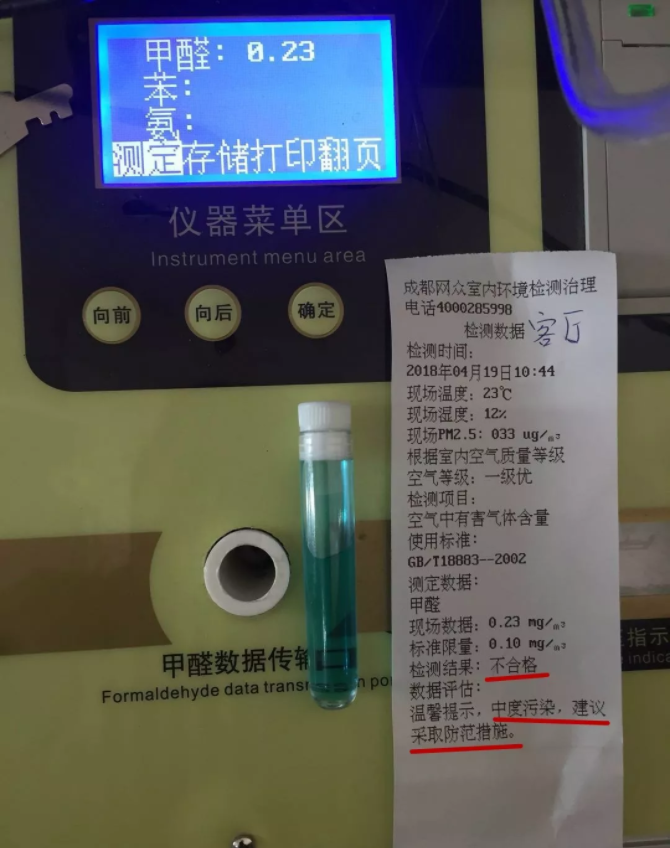 甲醛: 0.23
苯:
氨:
测定存储打印翻页
仪器菜单区
Instrument menu area
向前
向后
确定
成都网众室内环境检测治理
电话4000285998
检测数据 客厅
检测时间:
2018年04月19日10:44
现场温度: 23℃
现场湿度: 12%
现场PM2.5: 033 ug/m³
根据室内空气质量等级
空气等级: 一级优
检测项目:
空气中有害气体含量
使用标准:
GB/T18883--2002
测定数据:
甲醛
现场数据: 0.23 mg/m³
标准限量: 0.10 mg/m³
检测结果: 不合格
数据评估:
温馨提示, 中度污染, 建议
采取防范措施。
甲醛数据传输
Formaldehyde data
指示